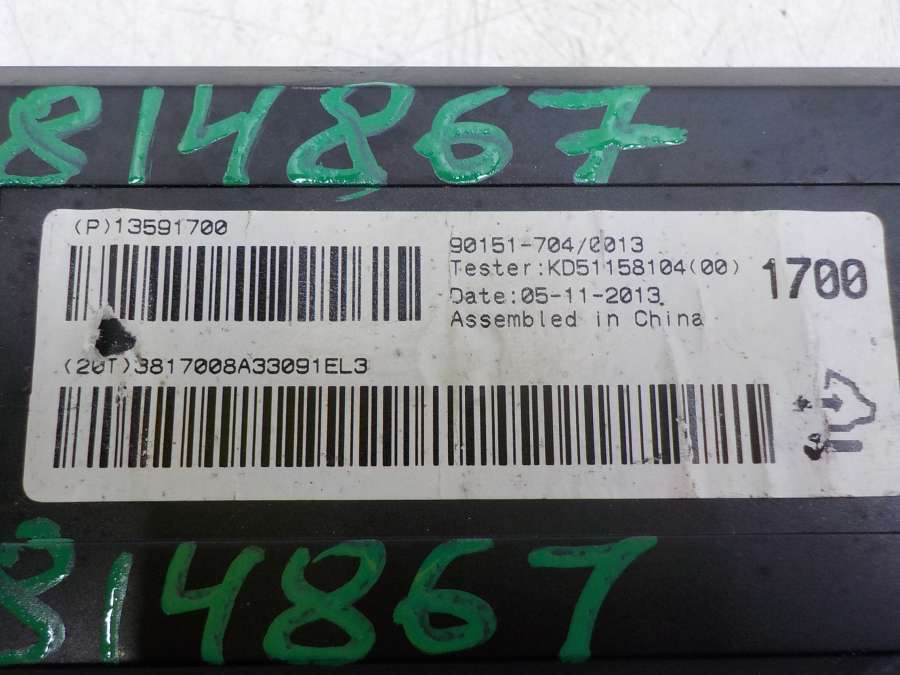 814867
(P)13591700
90151-704/0013
Tester:KD51158104(00)
1700
Date:05-11-2013
Assembled in China
(20T)3817008A33091EL3
814867